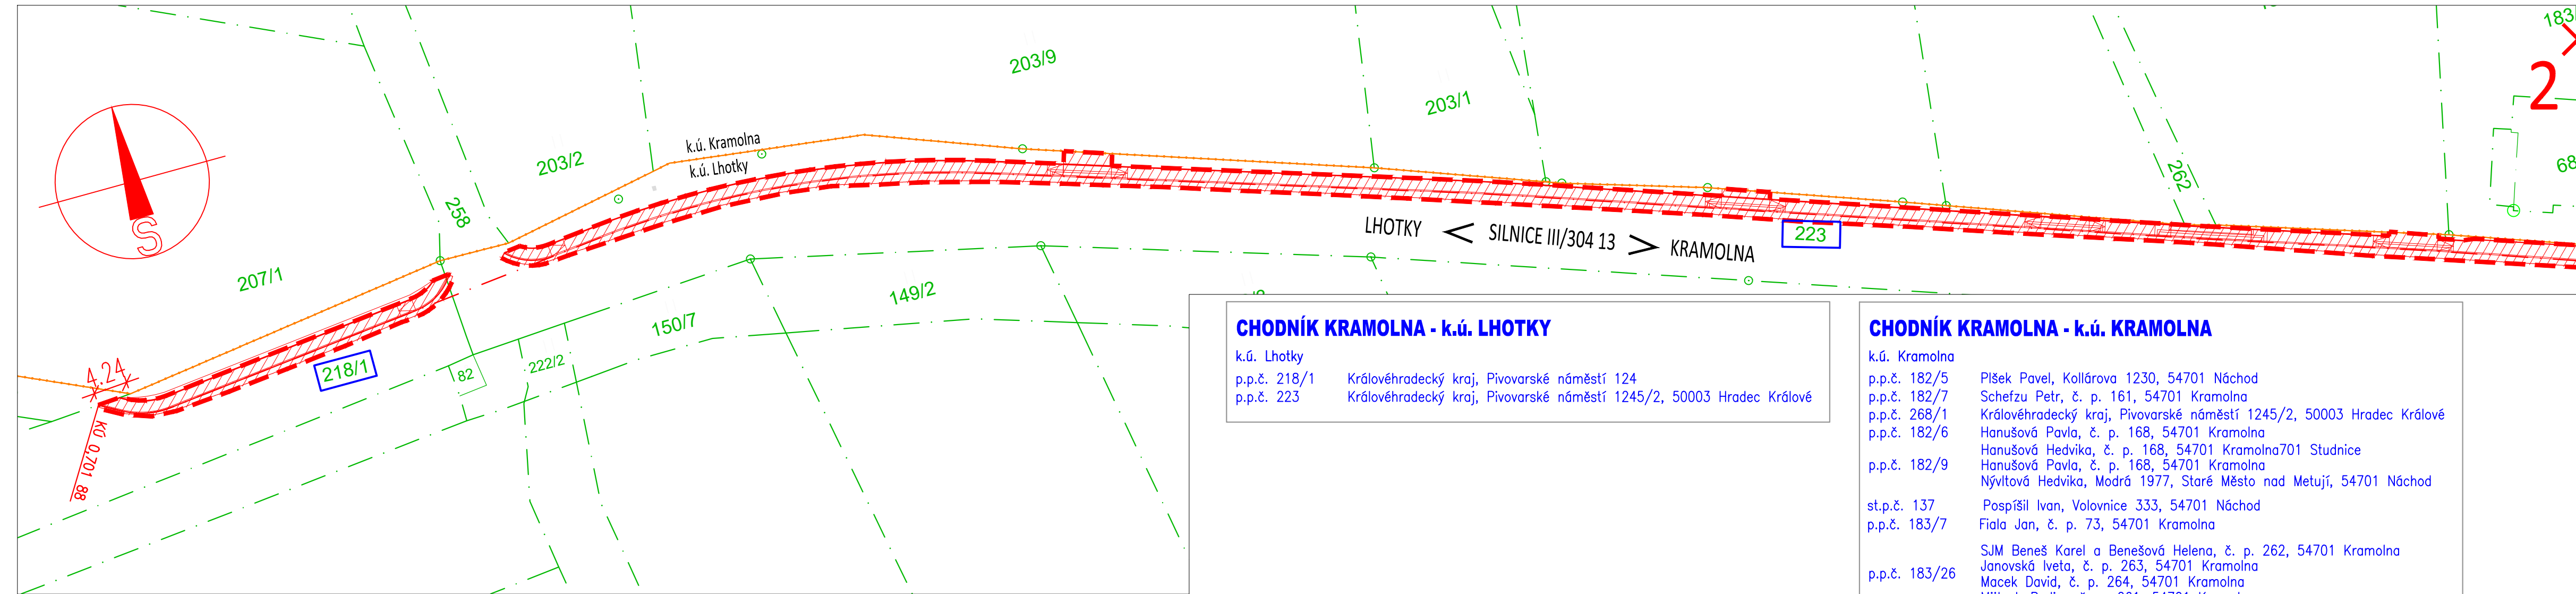 203/9
203/1
203/2
k.ú. Kramolna
k.ú. Lhotky
258
207/1
262
2
S
LHOTKY < SILNICE III/304 13 > KRAMOLNA
223
149/2
150/7
222/2
82
218/1
4.24
KÚ 0,701 88
CHODNÍK KRAMOLNA - k.ú. LHOTKY
k.ú. Lhotky
p.p.č. 218/1 Královéhradecký kraj, Pivovarské náměstí 124
p.p.č. 223 Královéhradecký kraj, Pivovarské náměstí 1245/2, 50003 Hradec Králové
CHODNÍK KRAMOLNA - k.ú. KRAMOLNA
k.ú. Kramolna
p.p.č. 182/5 Plšek Pavel, Kollárova 1230, 54701 Náchod
p.p.č. 182/7 Schefzu Petr, č. p. 161, 54701 Kramolna
p.p.č. 268/1 Královéhradecký kraj, Pivovarské náměstí 1245/2, 50003 Hradec Králové
p.p.č. 182/6 Hanušová Pavla, č. p. 168, 54701 Kramolna
Hanušová Hedvika, č. p. 168, 54701 Kramolna701 Studnice
p.p.č. 182/9 Hanušová Pavla, č. p. 168, 54701 Kramolna
Nývltová Hedvika, Modrá 1977, Staré Město nad Metují, 54701 Náchod
st.p.č. 137 Pospíšil Ivan, Volovnice 333, 54701 Náchod
p.p.č. 183/7 Fiala Jan, č. p. 73, 54701 Kramolna
SJM Beneš Karel a Benešová Helena, č. p. 262, 54701 Kramolna
Janovská Iveta, č. p. 263, 54701 Kramolna
p.p.č. 183/26
Macek David, č. p. 264, 54701 Kramolna